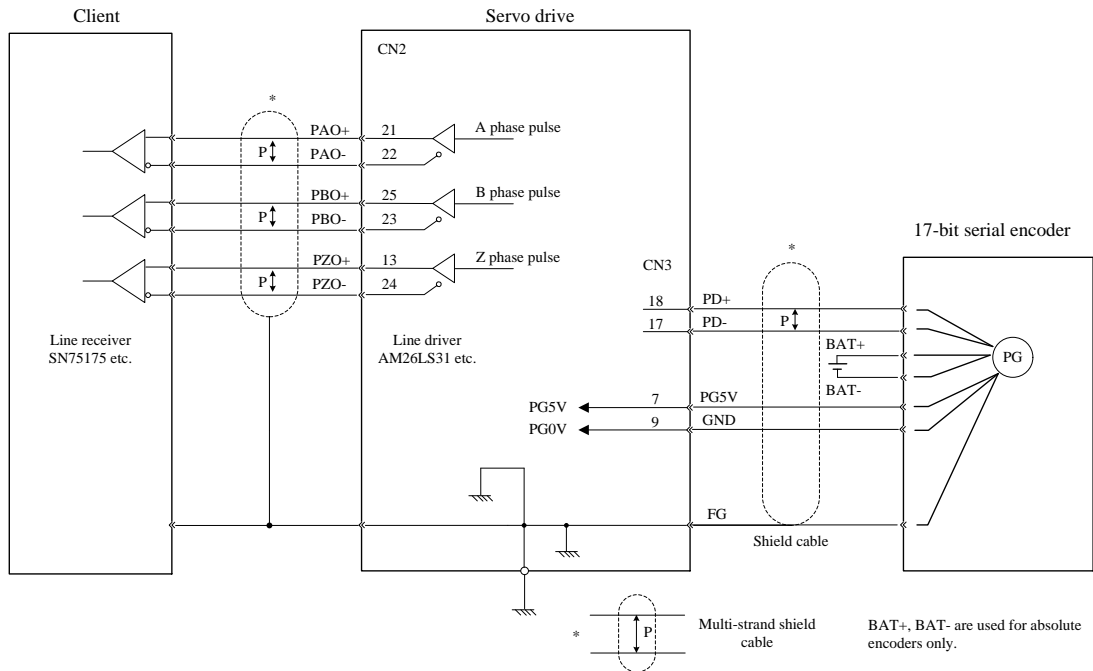 Client
Servo drive
CN2
*
PAO+ 21 A phase pulse
P
PAO- 22
PBO+ 25 B phase pulse
P
PBO- 23
PZO+ 13 Z phase pulse
P
PZO- 24
Line receiver
SN75175 etc.
Line driver
AM26LS31 etc.
17-bit serial encoder
*
CN3
18 PD+
P
17 PD-
BAT+
PG
BAT-
PG5V 7 PG5V
PG0V 9 GND
FG
Shield cable
* P
Multi-strand shield
cable
BAT+, BAT- are used for absolute
encoders only.